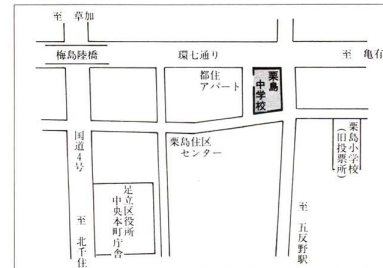 至 草加
梅島陸橋
環七通り
至 亀有
都住
アパート
栗島
中学校
栗島小学校
(旧投票所)
国道4号
栗島住区
センター
足立区役所
中央本町庁舎
至 北千住
至 五反野駅